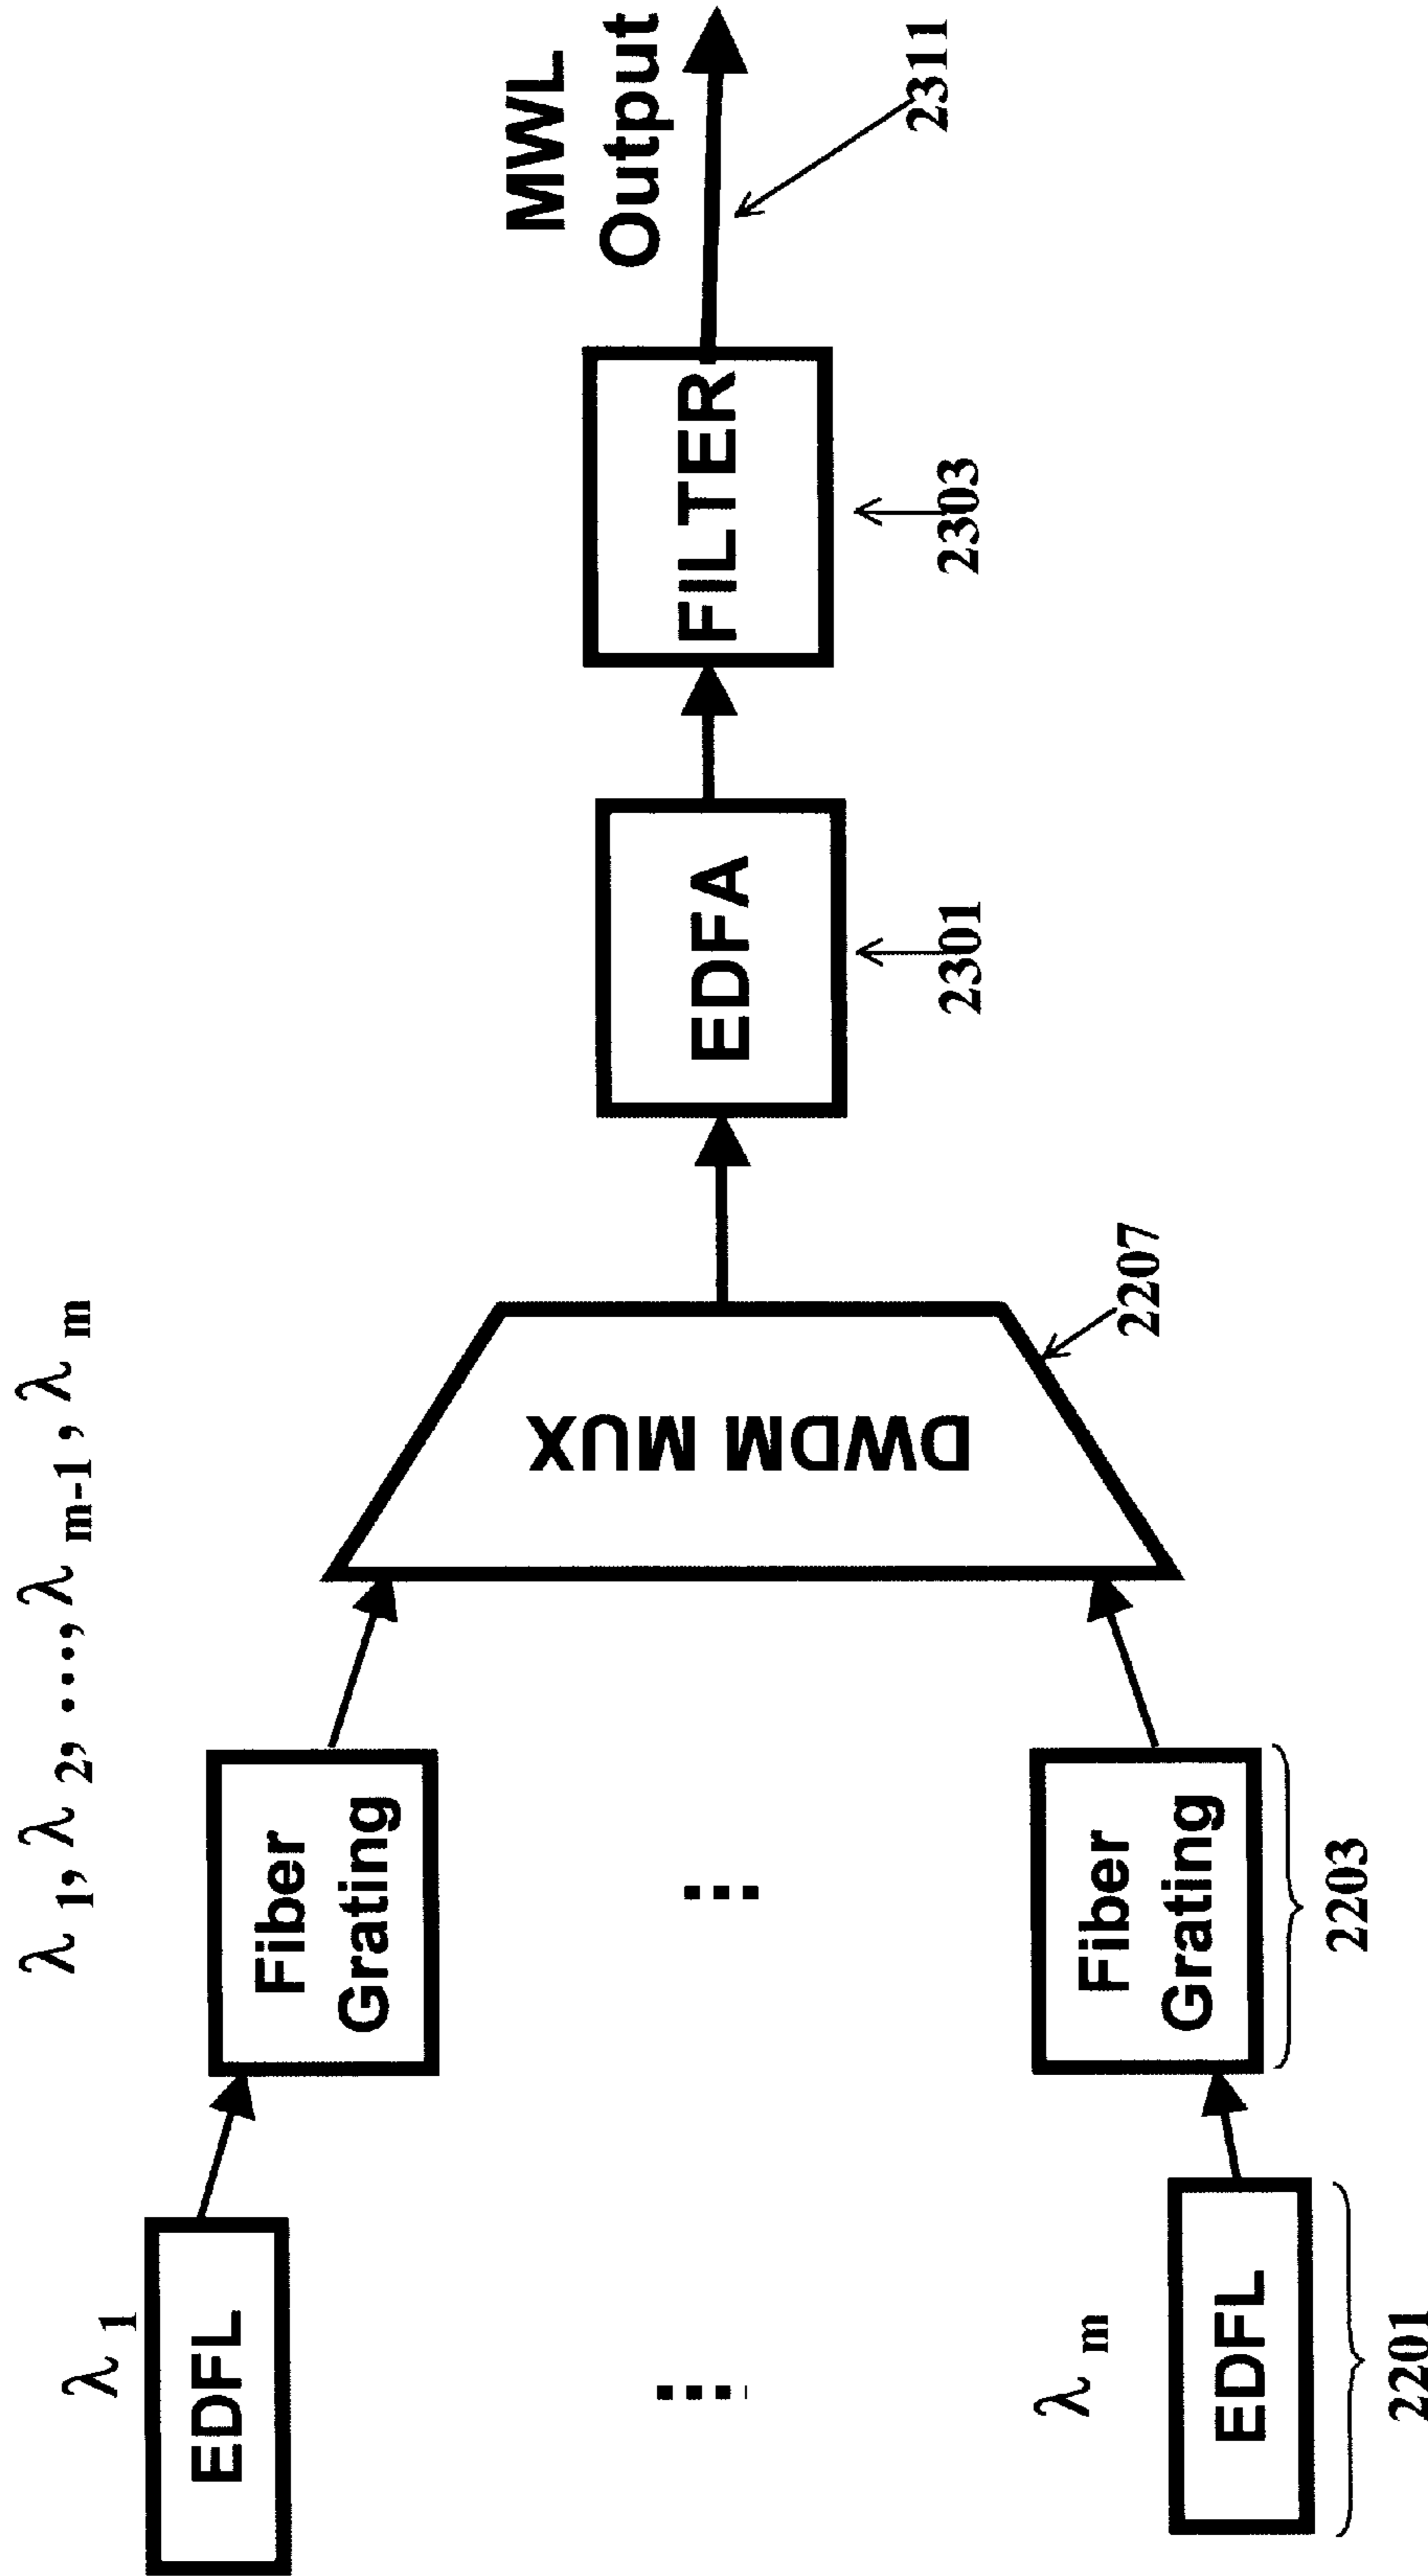 λ 1, λ 2, ..., λ m-1, λ m
λ 1
EDFL
Fiber
Grating
DWDM MUX
EDFA
FILTER
MWL
Output
λ m
EDFL
Fiber
Grating
2201
2203
2207
2301
2303
2311